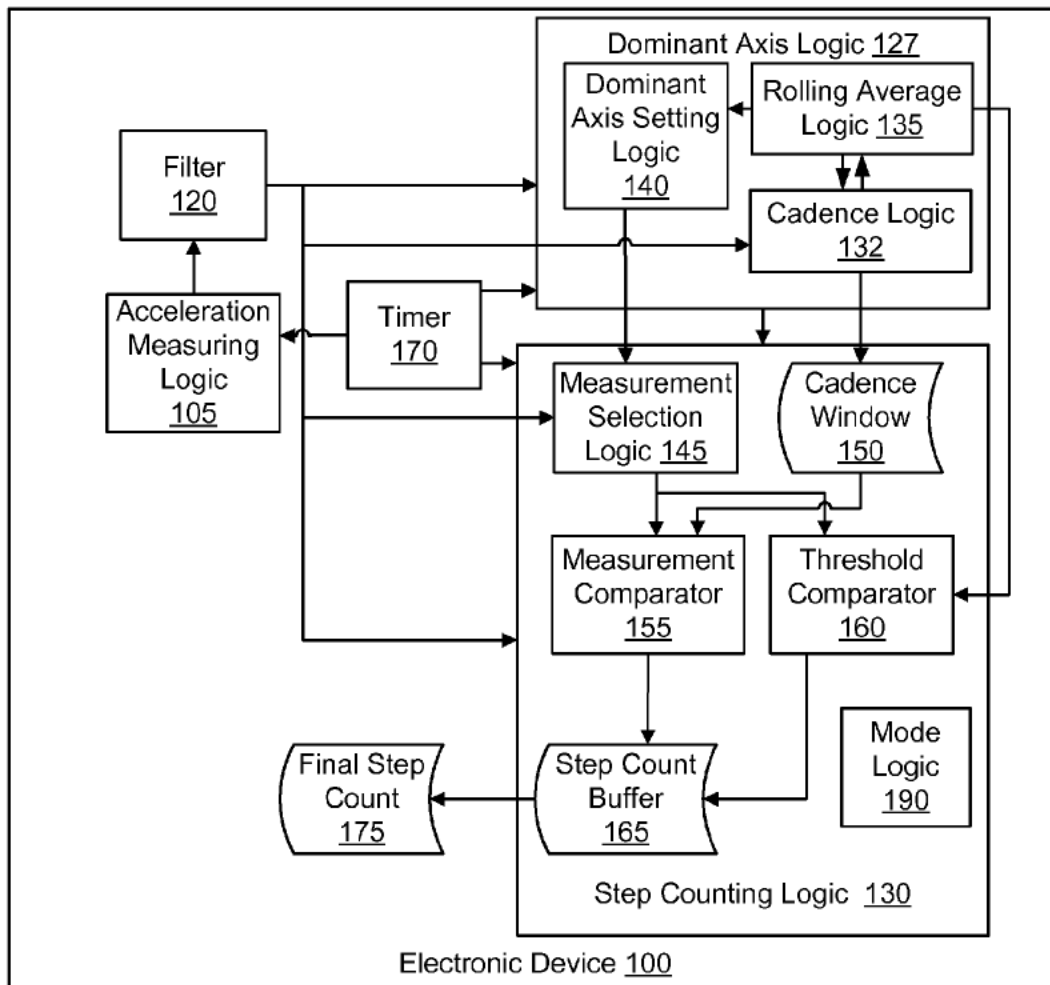 Dominant Axis Logic 127
Dominant
Axis Setting
Logic
140
Rolling Average
Logic 135
Filter
120
Cadence Logic
132
Acceleration
Measuring
Logic
105
Timer
170
Measurement
Selection
Logic 145
Cadence
Window
150
Measurement
Comparator
155
Threshold
Comparator
160
Mode
Logic
190
Final Step
Count
175
Step Count
Buffer
165
Step Counting Logic 130
Electronic Device 100